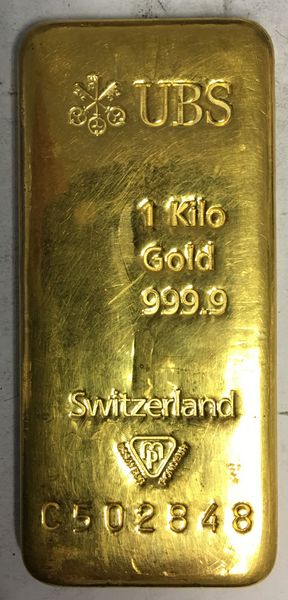 UBS
1 Kilo
Gold
999.9
Switzerland
C502848